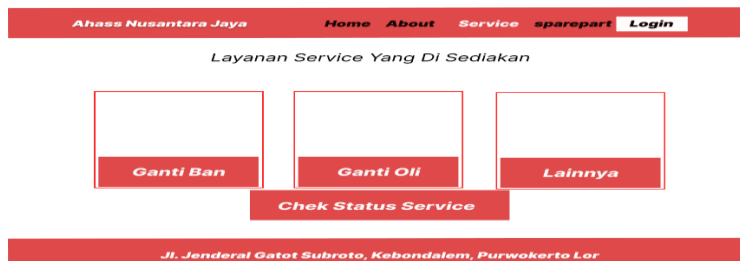 Ahass Nusantara Jaya Home About Service sparepart Login
Layanan Service Yang Di Sediakan
Ganti Ban Ganti Oli Lainnya
Chek Status Service
Jl. Jenderal Gatot Subroto, Kebondalem, Purwokerto Lor